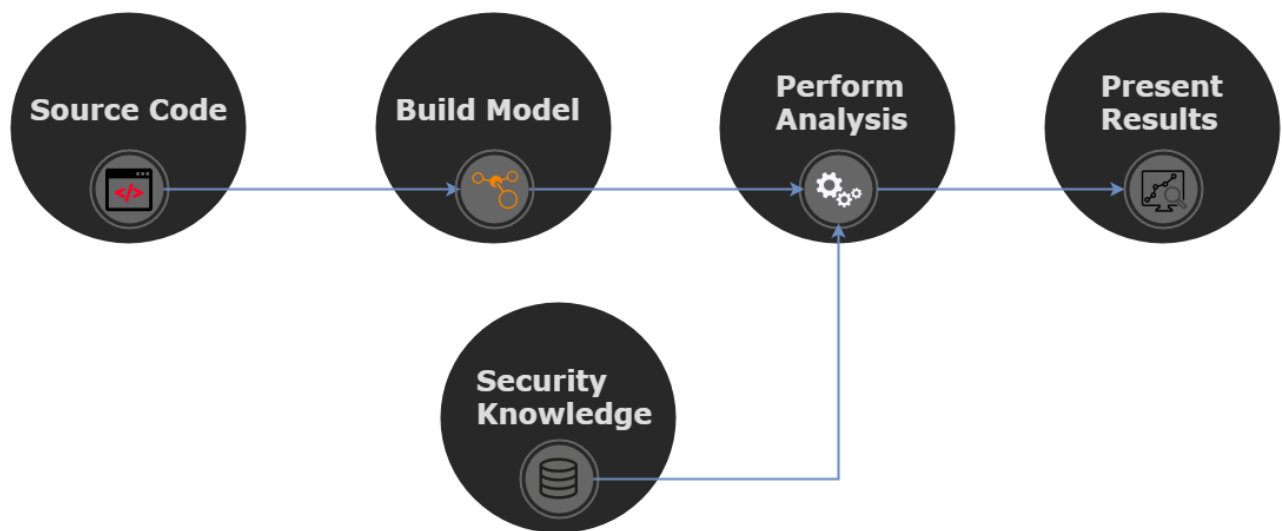 Source Code
Build Model
Perform
Analysis
Present
Results
Security
Knowledge
</>